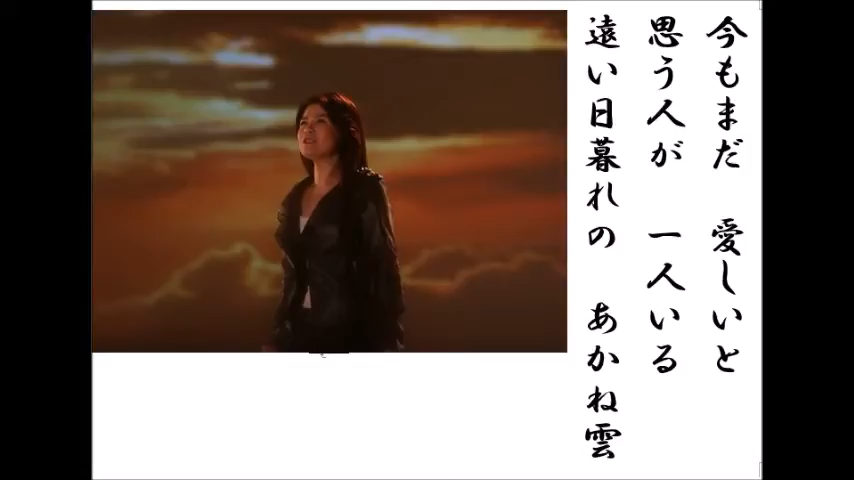 今もまだ　愛しいと
思う人が　一人いる
遠い日暮れの　あかね雲